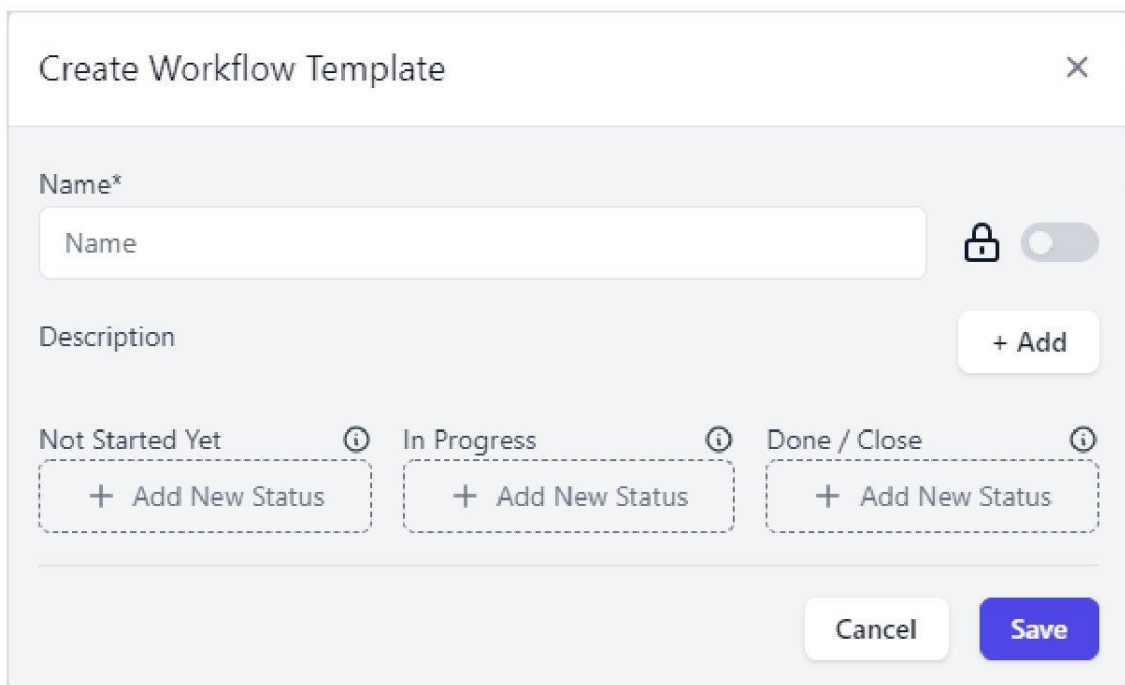 Create Workflow Template
Name*
Name
Description
+ Add
Not Started Yet In Progress Done / Close
+ Add New Status + Add New Status + Add New Status
Cancel Save